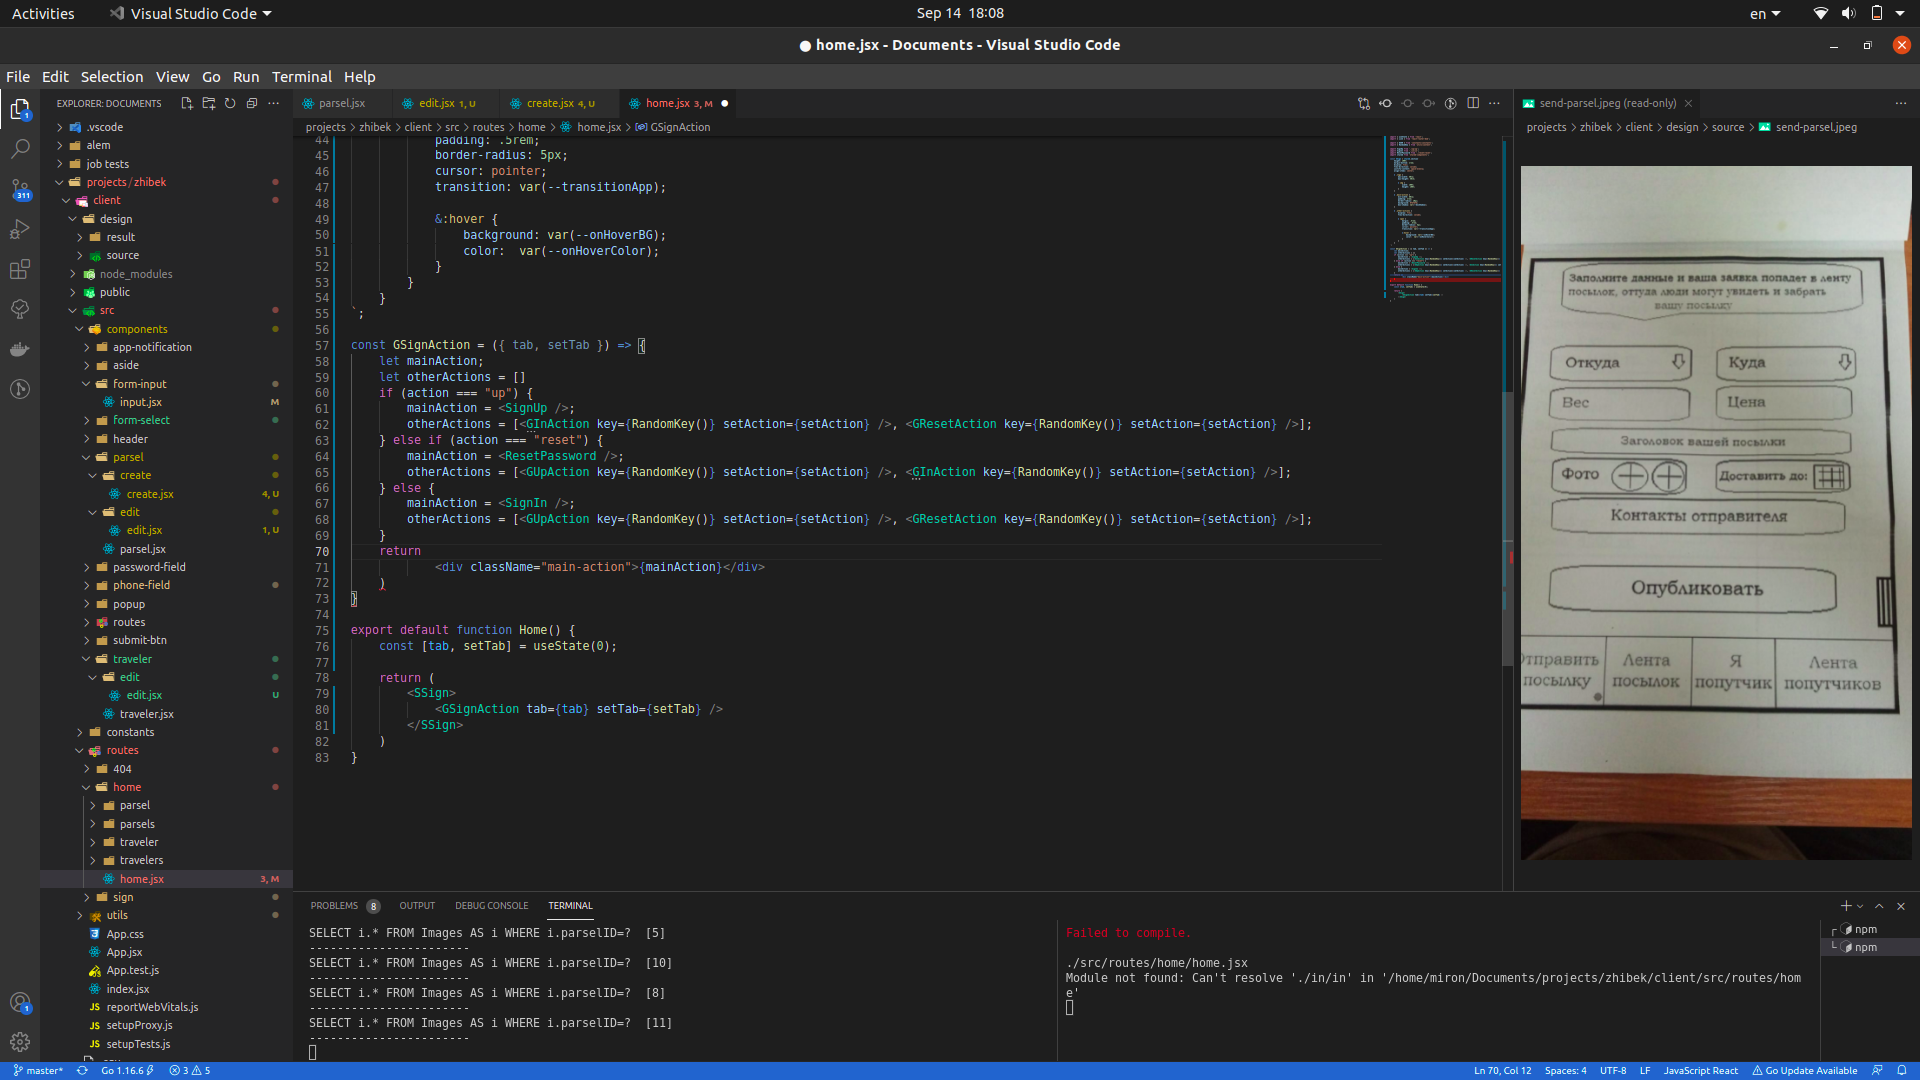 Activities
Visual Studio Code
Sep 14 18:08
en
home.jsx - Documents - Visual Studio Code
File Edit Selection View Go Run Terminal Help
EXPLORER: DOCUMENTS
.vscode
alem
job tests
projects / zhibek
client
design
result
source
node_modules
public
src
components
app-notification
aside
form-input
input.jsx M
form-select
header
parsel
create
create.jsx 4, U
edit
edit.jsx 1, U
parsel.jsx
password-field
phone-field
popup
routes
submit-btn
traveler
edit
edit.jsx U
traveler.jsx
constants
routes
404
home
parsel
parsels
traveler
travelers
home.jsx 3, M
sign
utils
App.css
App.jsx
App.test.js
index.jsx
JS reportWebVitals.js
JS setupProxy.js
JS setupTests.js
1
311
1
parsel.jsx edit.jsx 1, U create.jsx 4, U home.jsx 3, M
projects > zhibek > client > src > routes > home > home.jsx > GSignAction
44 padding: .5rem;
45 border-radius: 5px;
46 cursor: pointer;
47 transition: var(--transitionApp);
48
49 &:hover {
50 background: var(--onHoverBG);
51 color:  var(--onHoverColor);
52 }
53 }
54 }
55 `;
56
57 const GSignAction = ({ tab, setTab }) => {
58 let mainAction;
59 let otherActions = []
60 if (action === "up") {
61 mainAction = <SignUp />;
62 otherActions = [<GInAction key={RandomKey()} setAction={setAction} />, <GResetAction key={RandomKey()} setAction={setAction} />];
63 } else if (action === "reset") {
64 mainAction = <ResetPassword />;
65 otherActions = [<GUpAction key={RandomKey()} setAction={setAction} />, <GInAction key={RandomKey()} setAction={setAction} />];
66 } else {
67 mainAction = <SignIn />;
68 otherActions = [<GUpAction key={RandomKey()} setAction={setAction} />, <GResetAction key={RandomKey()} setAction={setAction} />];
69 }
70 return
71 <div className="main-action">{mainAction}</div>
72 )
73 }
74
75 export default function Home() {
76 const [tab, setTab] = useState(0);
77
78 return (
79 <SSign>
80 <GSignAction tab={tab} setTab={setTab} />
81 </SSign>
82 )
83 }
send-parsel.jpeg (read-only)
projects > zhibek > client > design > source > send-parsel.jpeg
Заполните данные и ваша заявка попадет в ленту
посылок, оттуда люди могут увидеть и забрать
вашу посылку
Откуда Куда
Вес Цена
Заголовок вашей посылки
Фото Доставить до:
Контакты отправителя
Опубликовать
Отправить посылку
Лента посылок
Я попутчик
Лента попутчиков
PROBLEMS 8 OUTPUT DEBUG CONSOLE TERMINAL
SELECT i.* FROM Images AS i WHERE i.parselID=?  [5]
-----------------------
SELECT i.* FROM Images AS i WHERE i.parselID=?  [10]
-----------------------
SELECT i.* FROM Images AS i WHERE i.parselID=?  [8]
-----------------------
SELECT i.* FROM Images AS i WHERE i.parselID=?  [11]
-----------------------
Failed to compile.
./src/routes/home/home.jsx
Module not found: Can't resolve './in/in' in '/home/miron/Documents/projects/zhibek/client/src/routes/hom
e'
npm
npm
master* Go 1.16.6 3 5
Ln 70, Col 12 Spaces: 4 UTF-8 LF JavaScript React Go Update Available